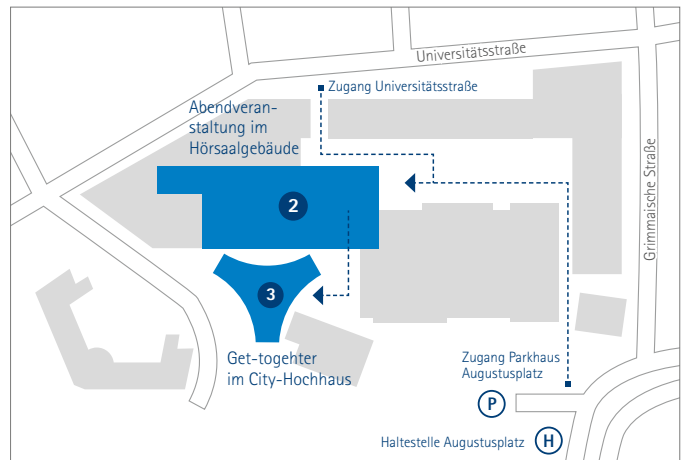 Universitätsstraße
Zugang Universitätsstraße
Abendveran-
staltung im
Hörsaalgebäude
2
Grimmaische Straße
3
Get-togehter
im City-Hochhaus
Zugang Parkhaus
Augustusplatz
P
Haltestelle Augustusplatz
H